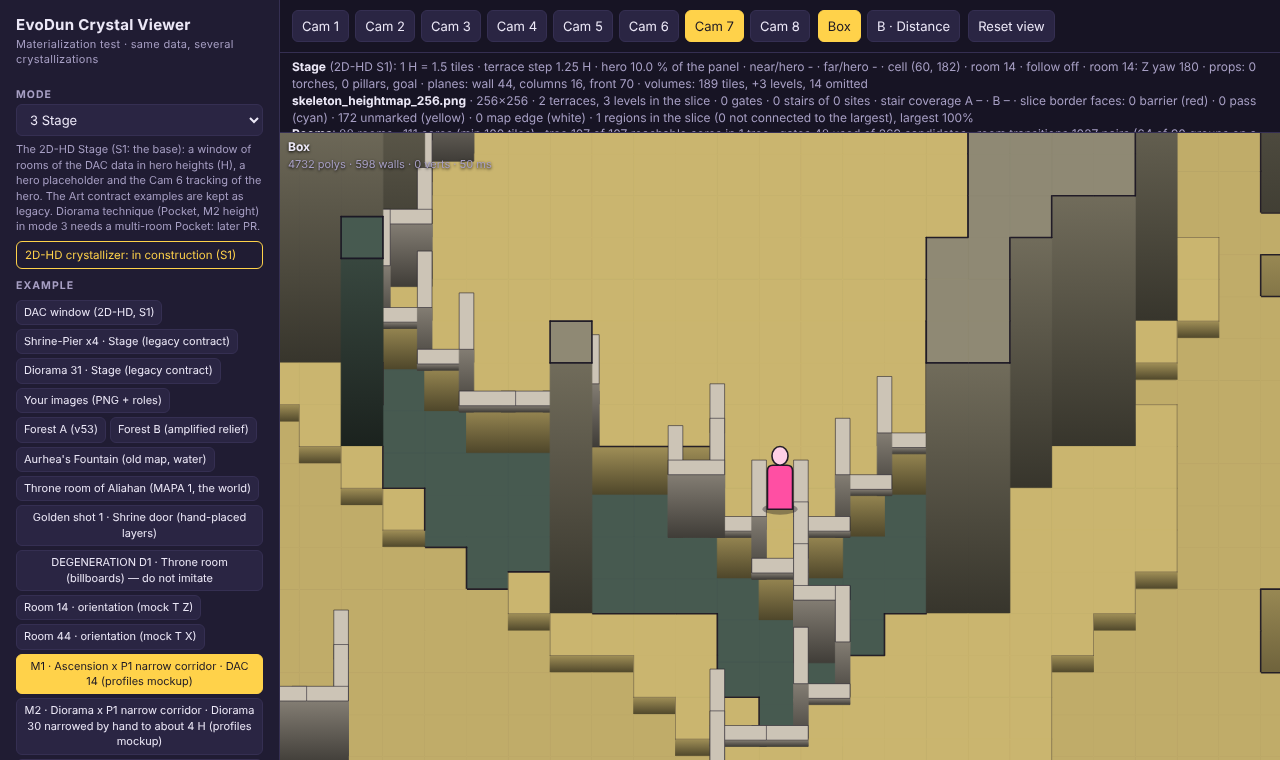 EvoDun Crystal Viewer
Materialization test · same data, several
crystallizations
MODE
3 Stage
The 2D-HD Stage (S1: the base): a window of
rooms of the DAC data in hero heights (H), a
hero placeholder and the Cam 6 tracking of the
hero. The Art contract examples are kept as
legacy. Diorama technique (Pocket, M2 height)
in mode 3 needs a multi-room Pocket: later PR.
2D-HD crystallizer: in construction (S1)
EXAMPLE
DAC window (2D-HD, S1)
Shrine-Pier x4 · Stage (legacy contract)
Diorama 31 · Stage (legacy contract)
Your images (PNG + roles)
Forest A (v53) Forest B (amplified relief)
Aurhea's Fountain (old map, water)
Throne room of Aliahan (MAPA 1, the world)
Golden shot 1 · Shrine door (hand-placed
layers)
DEGENERATION D1 · Throne room
(billboards) — do not imitate
Room 14 · orientation (mock T Z)
Room 44 · orientation (mock T X)
M1 · Ascension x P1 narrow corridor · DAC
14 (profiles mockup)
M2 · Diorama x P1 narrow corridor · Diorama
30 narrowed by hand to about 4 H (profiles
mockup)
Cam 1 Cam 2 Cam 3 Cam 4 Cam 5 Cam 6 Cam 7 Cam 8 Box B · Distance Reset view
Stage (2D-HD S1): 1 H = 1.5 tiles · terrace step 1.25 H · hero 10.0 % of the panel · near/hero - · far/hero - · cell (60, 182) · room 14 · follow off · room 14: Z yaw 180 · props: 0
torches, 0 pillars, goal · planes: wall 44, columns 16, front 70 · volumes: 189 tiles, +3 levels, 14 omitted
skeleton_heightmap_256.png · 256×256 · 2 terraces, 3 levels in the slice · 0 gates · 0 stairs of 0 sites · stair coverage A – · B – · slice border faces: 0 barrier (red) · 0 pass
(cyan) · 172 unmarked (yellow) · 0 map edge (white) · 1 regions in the slice (0 not connected to the largest), largest 100%
Box
4732 polys · 598 walls · 0 verts · 50 ms